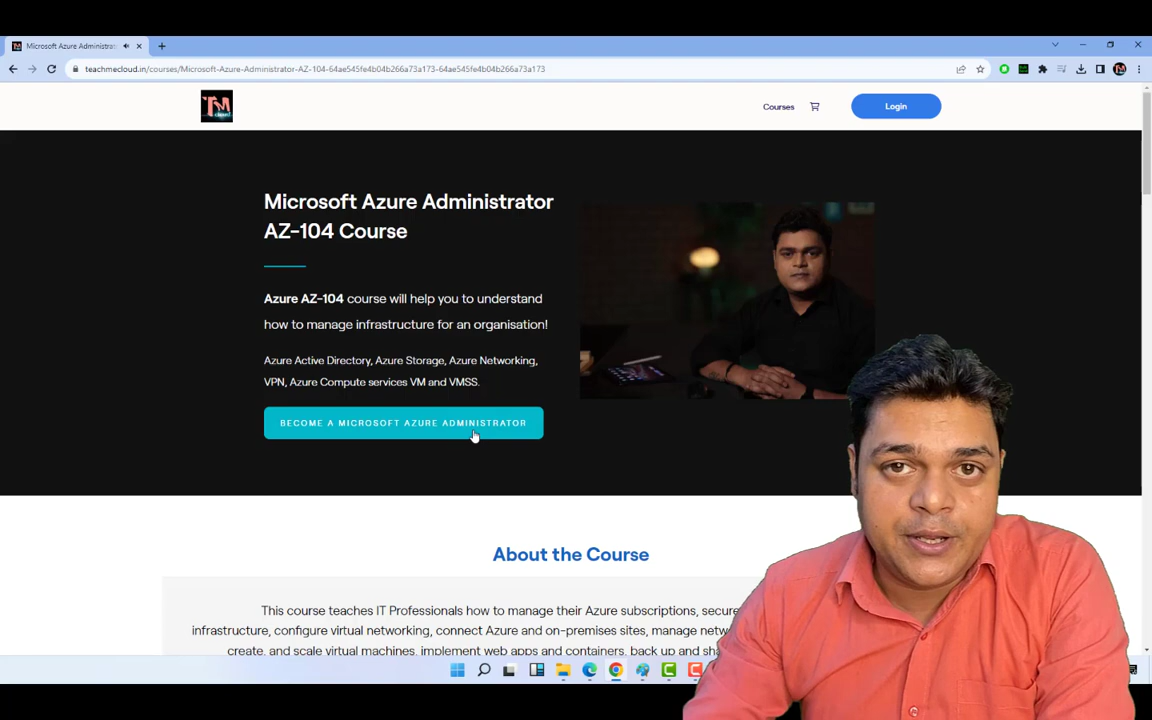 Microsoft Azure Administra
teachmecloud.in/courses/Microsoft-Azure-Administrator-AZ-104-64ae545fe4b04b266a73a173-64ae545fe4b04b266a73a173
TM
cloud
Courses
Login
Microsoft Azure Administrator
AZ-104 Course
Azure AZ-104 course will help you to understand
how to manage infrastructure for an organisation!
Azure Active Directory, Azure Storage, Azure Networking,
VPN, Azure Compute services VM and VMSS.
BECOME A MICROSOFT AZURE ADMINISTRATOR
About the Course
This course teaches IT Professionals how to manage their Azure subscriptions, secure
infrastructure, configure virtual networking, connect Azure and on-premises sites, manage netw
create, and scale virtual machines, implement web apps and containers, back up and sha